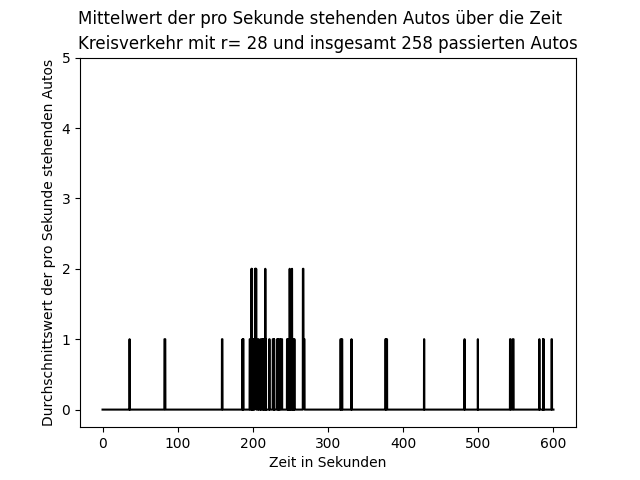 Mittelwert der pro Sekunde stehenden Autos über die Zeit
Kreisverkehr mit r= 28 und insgesamt 258 passierten Autos
Durchschnittswert der pro Sekunde stehenden Autos
5
4
3
2
1
0
0 100 200 300 400 500 600
Zeit in Sekunden